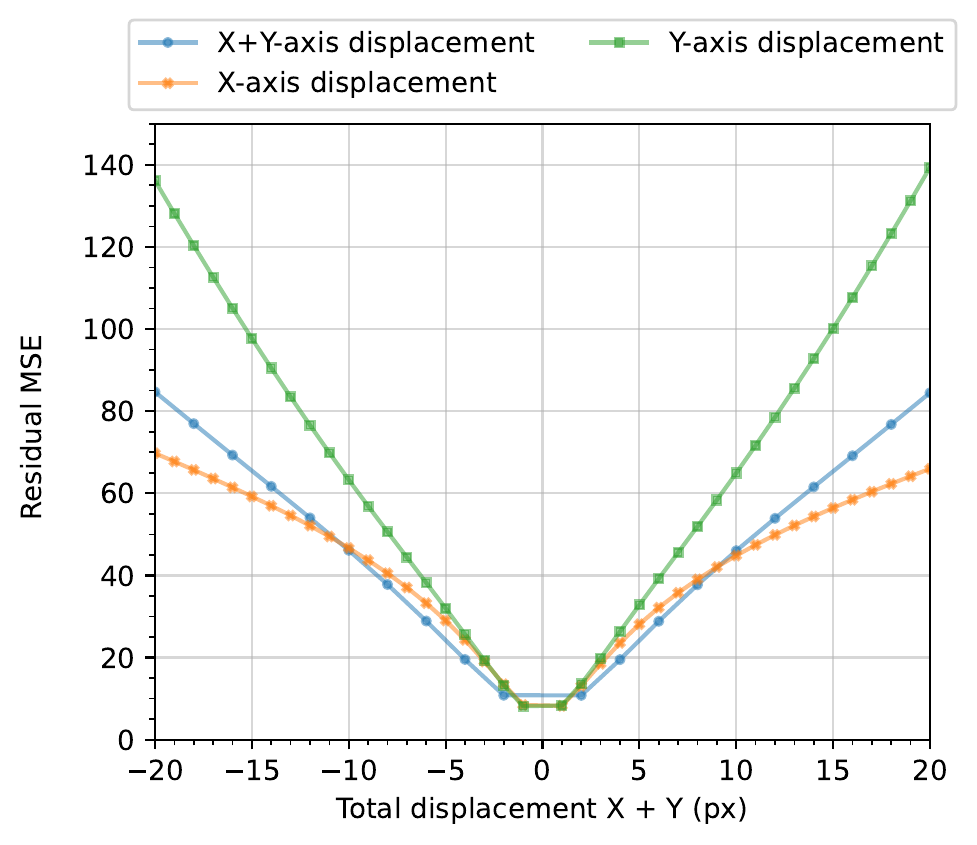 X+Y-axis displacement
X-axis displacement
Y-axis displacement
140
120
100
80
60
40
20
0
Residual MSE
−20 −15 −10 −5 0 5 10 15 20
Total displacement X + Y (px)